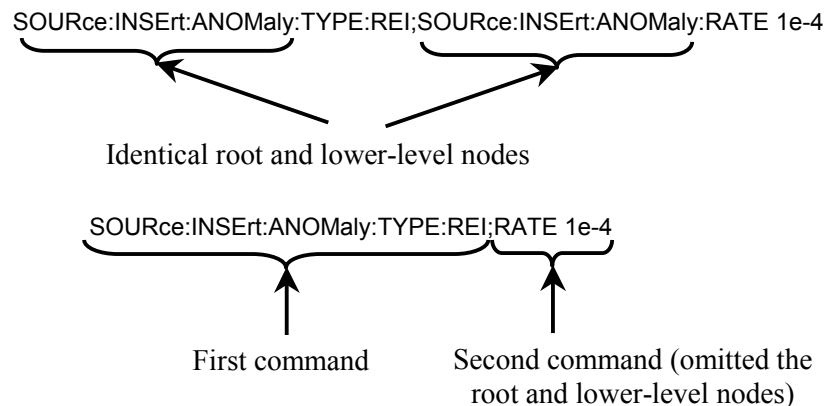 SOURce:INSErt:ANOMaly:TYPE:REI;SOURce:INSErt:ANOMaly:RATE 1e-4
Identical root and lower-level nodes
SOURce:INSErt:ANOMaly:TYPE:REI;RATE 1e-4
First command
Second command (omitted the
root and lower-level nodes)